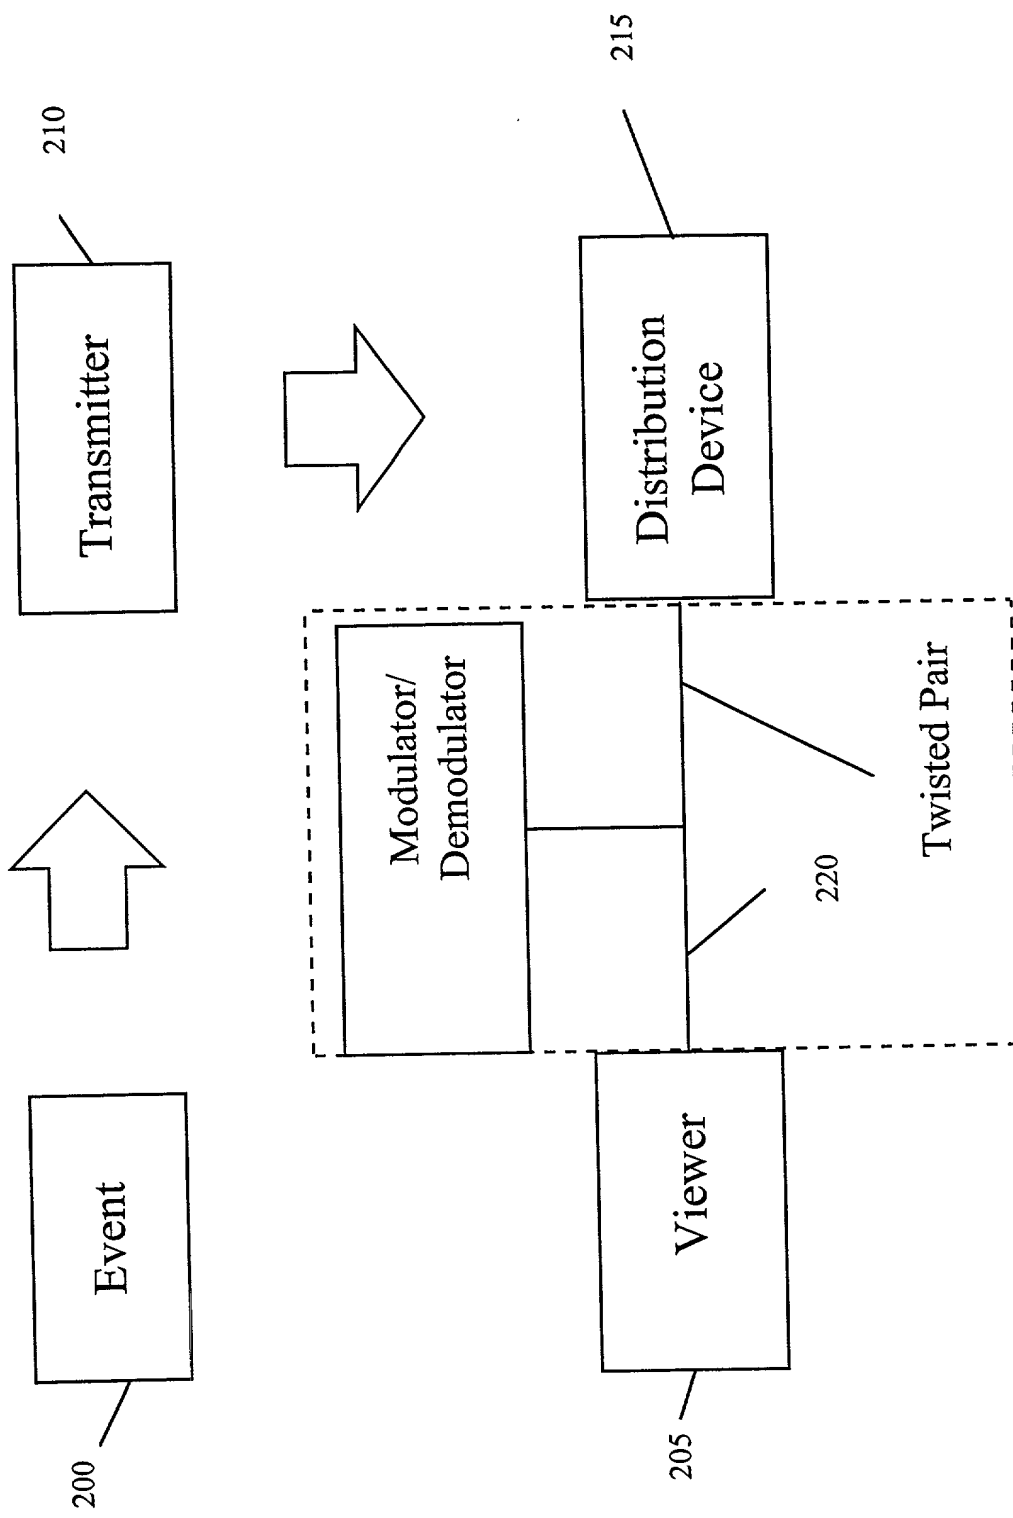 200
Event
Transmitter
210
Modulator/
Demodulator
205
Viewer
220
Twisted Pair
Distribution
Device
215